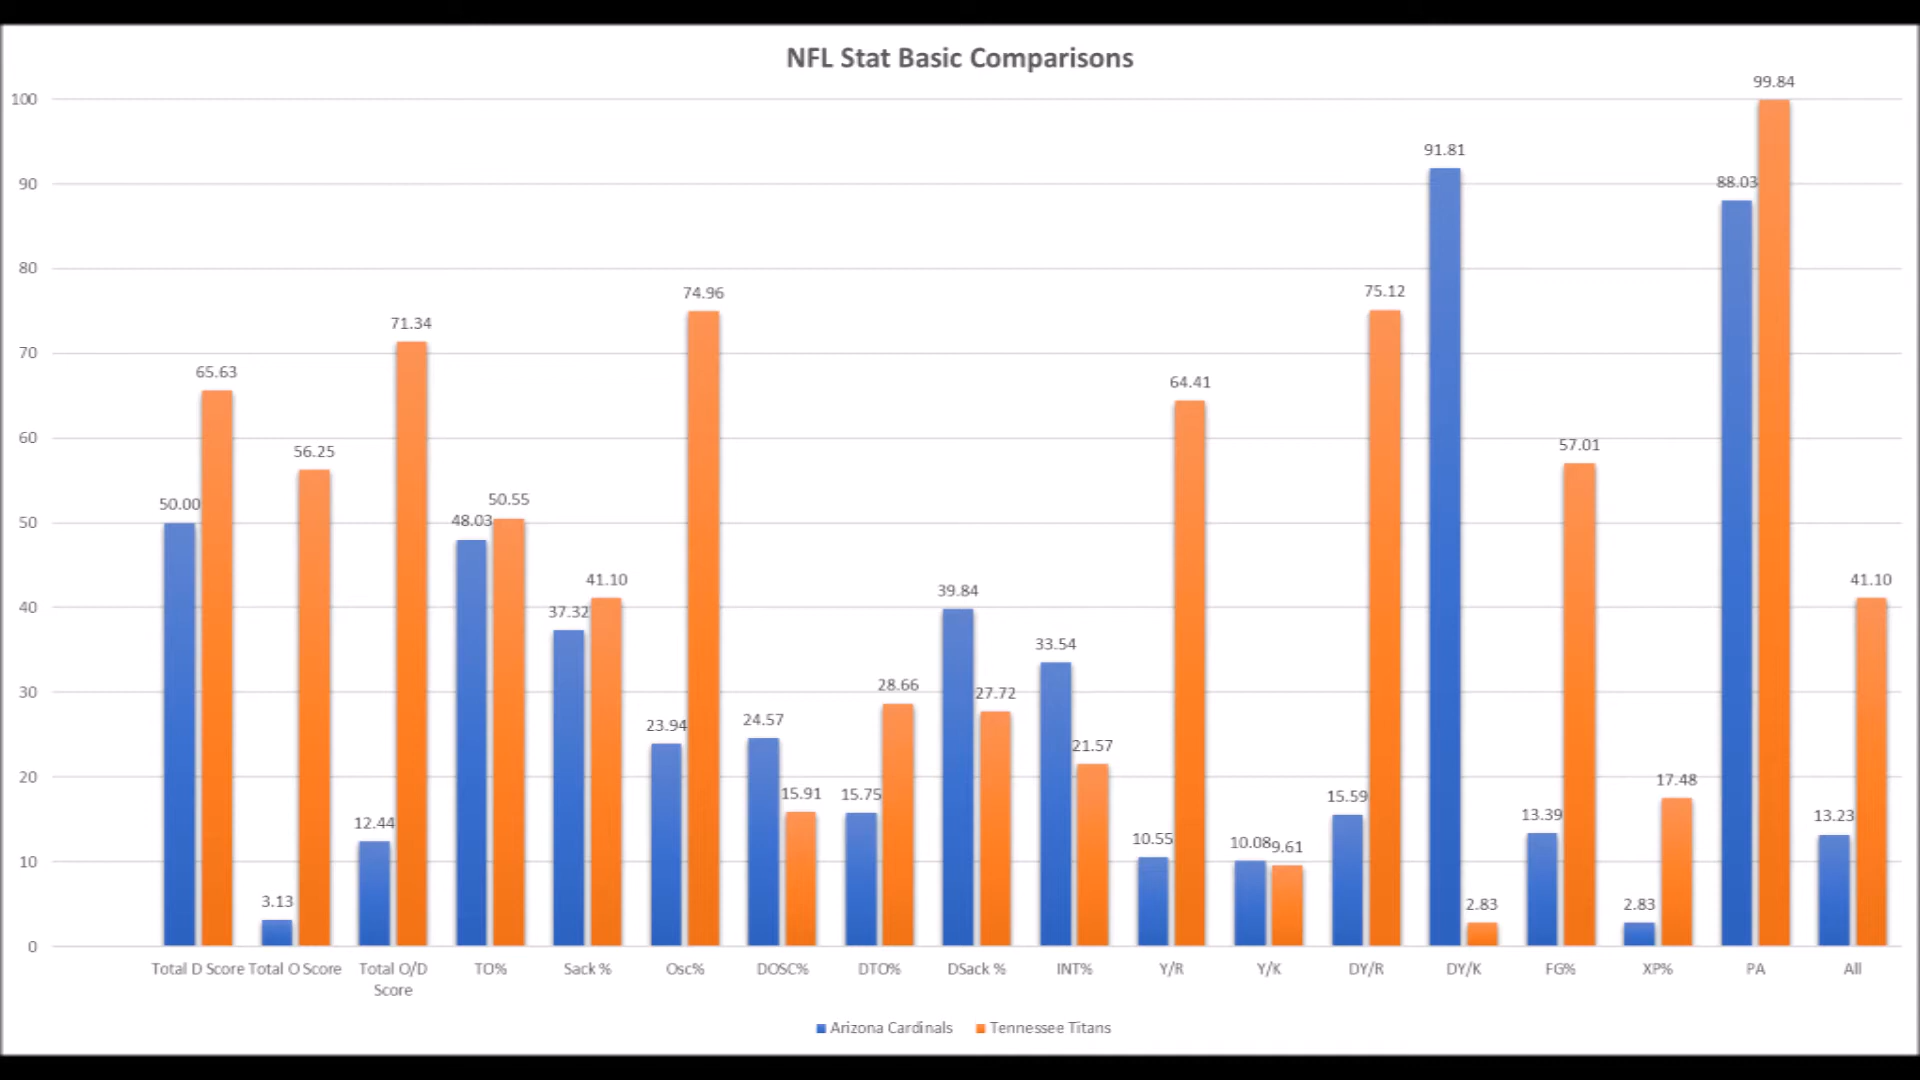 NFL Stat Basic Comparisons
100
90
80
70
60
50
40
30
20
10
0
50.00
65.63
3.13
56.25
12.44
71.34
48.03
50.55
37.32
41.10
23.94
74.96
24.57
15.91
15.75
28.66
39.84
27.72
33.54
21.57
10.55
64.41
10.08
9.61
15.59
75.12
91.81
2.83
13.39
57.01
2.83
17.48
88.03
99.84
13.23
41.10
Total D Score
Total O Score
Total O/D
Score
TO%
Sack %
Osc%
DOSC%
DTO%
DSack %
INT%
Y/R
Y/K
DY/R
DY/K
FG%
XP%
PA
All
Arizona Cardinals
Tennessee Titans